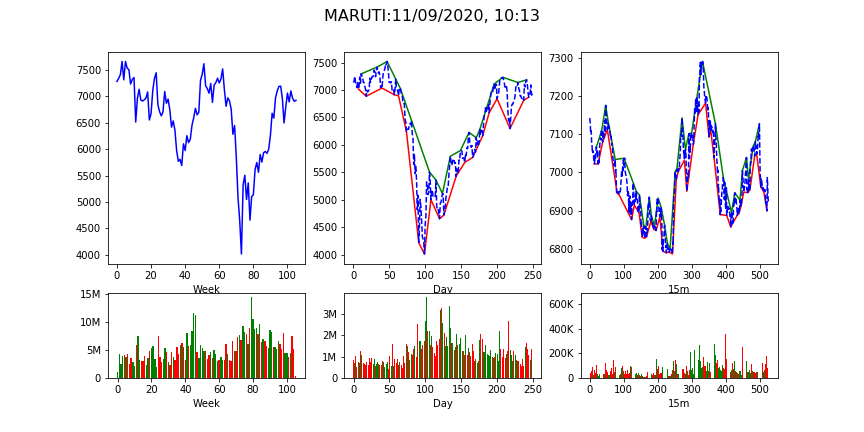 MARUTI:11/09/2020, 10:13
7500
7000
6500
6000
5500
5000
4500
4000
0 20 40 60 80 100
Week
7500
7000
6500
6000
5500
5000
4500
4000
0 50 100 150 200 250
Day
7300
7200
7100
7000
6900
6800
0 100 200 300 400 500
15m
15M
10M
5M
0
0 20 40 60 80 100
Week
3M
2M
1M
0
0 50 100 150 200 250
Day
600K
400K
200K
0
0 100 200 300 400 500
15m